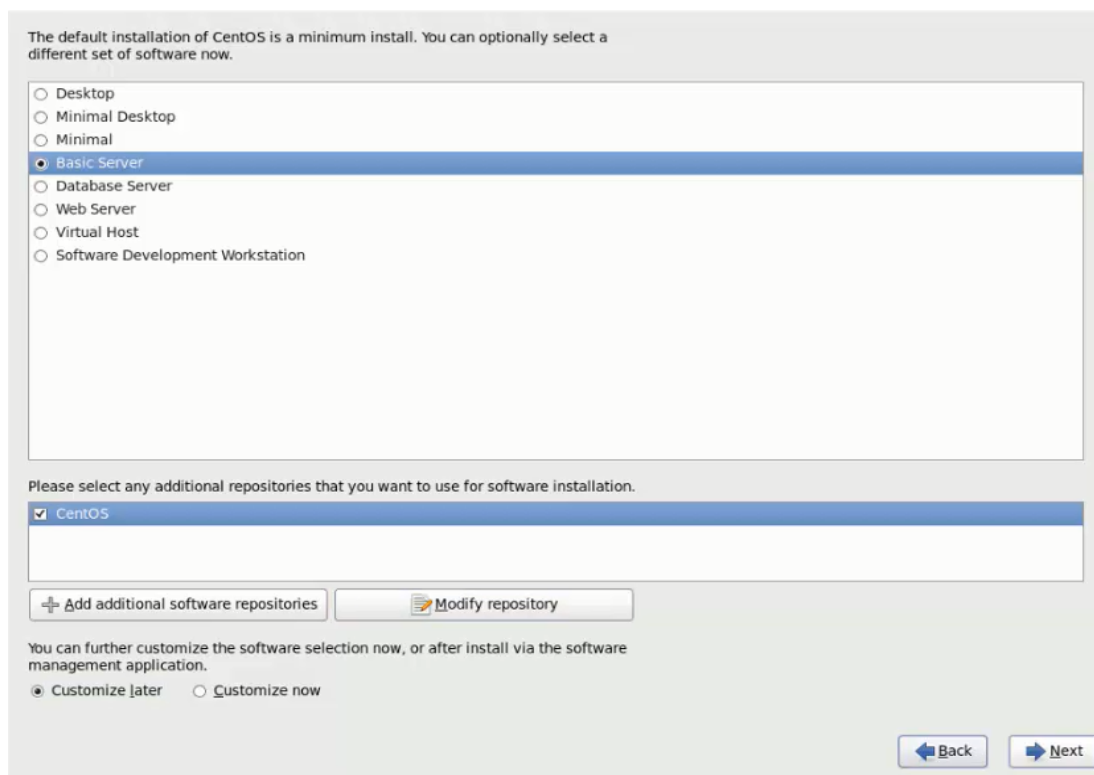 The default installation of CentOS is a minimum install. You can optionally select a
different set of software now.
Desktop
Minimal Desktop
Minimal
Basic Server
Database Server
Web Server
Virtual Host
Software Development Workstation
Please select any additional repositories that you want to use for software installation.
CentOS
Add additional software repositories
Modify repository
You can further customize the software selection now, or after install via the software
management application.
Customize later
Customize now
Back
Next